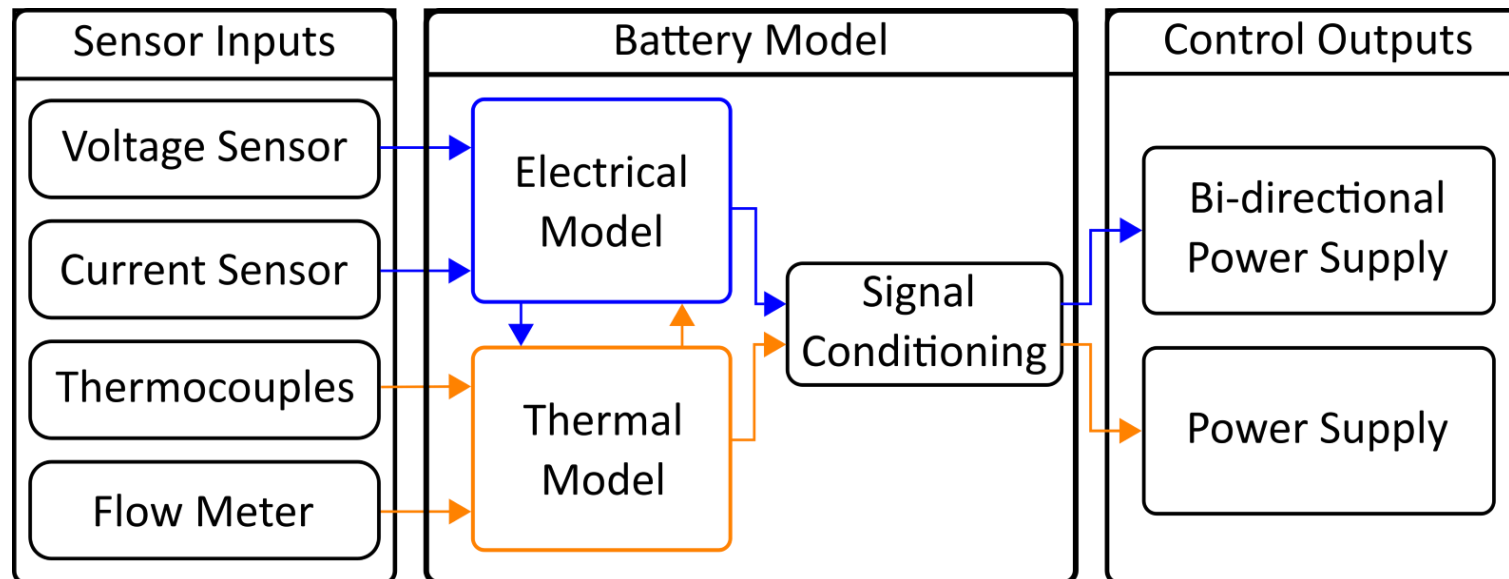 Sensor Inputs
Voltage Sensor
Current Sensor
Thermocouples
Flow Meter
Battery Model
Electrical
Model
Thermal
Model
Signal
Conditioning
Control Outputs
Bi-directional
Power Supply
Power Supply